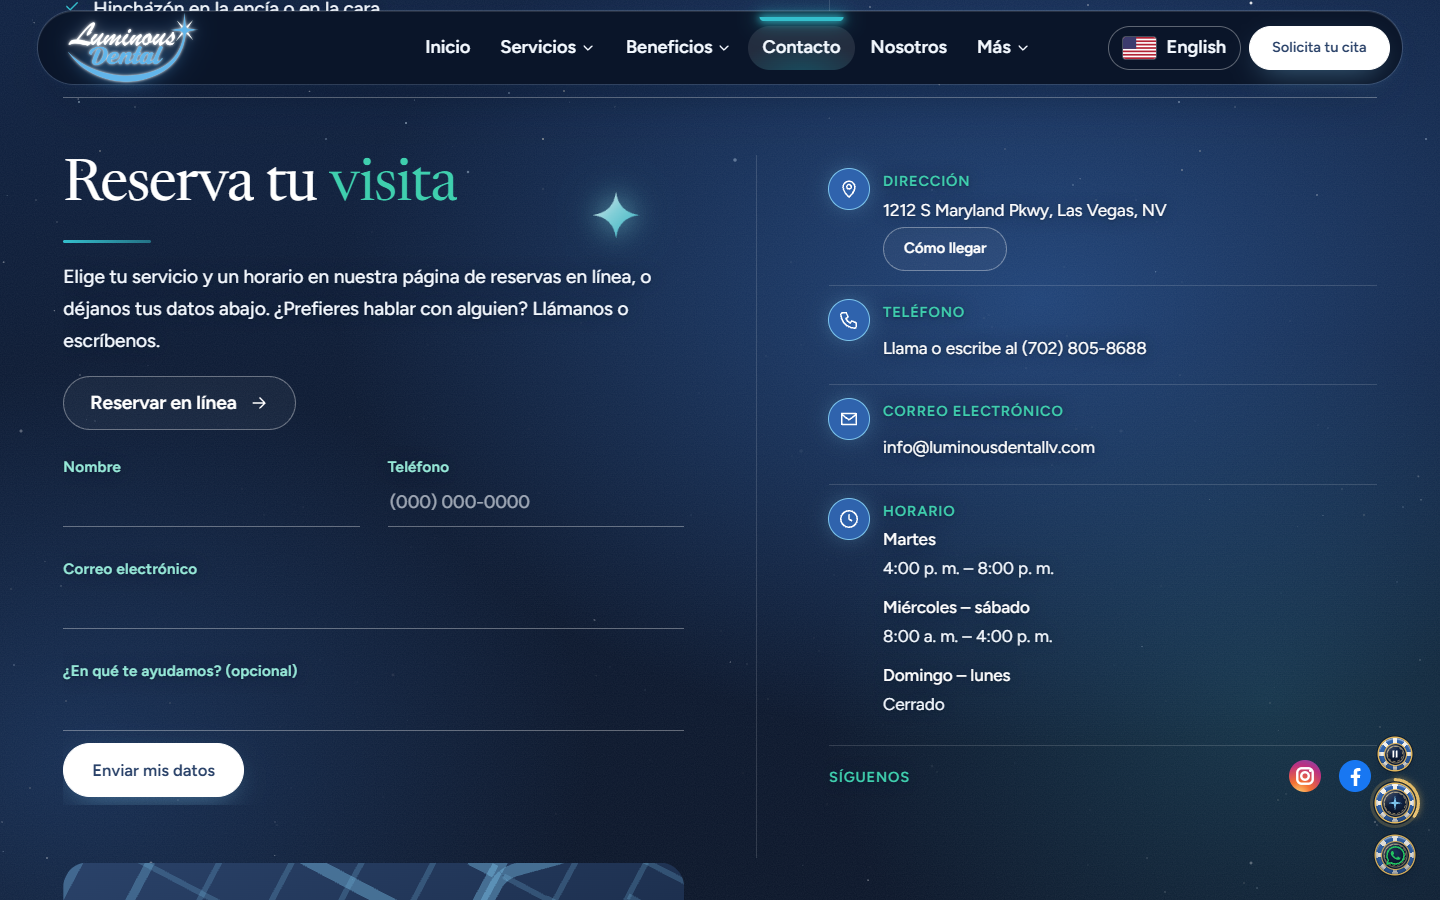 Hinchazón en la encía o en la cara
Luminous
Dental
Inicio
Servicios
Beneficios
Contacto
Nosotros
Más
English
Solicita tu cita
Reserva tu visita
Elige tu servicio y un horario en nuestra página de reservas en línea, o
déjanos tus datos abajo. ¿Prefieres hablar con alguien? Llámanos o
escríbenos.
Reservar en línea
Nombre
Teléfono
(000) 000-0000
Correo electrónico
¿En qué te ayudamos? (opcional)
Enviar mis datos
DIRECCIÓN
1212 S Maryland Pkwy, Las Vegas, NV
Cómo llegar
TELÉFONO
Llama o escribe al (702) 805-8688
CORREO ELECTRÓNICO
info@luminousdentallv.com
HORARIO
Martes
4:00 p. m. – 8:00 p. m.
Miércoles – sábado
8:00 a. m. – 4:00 p. m.
Domingo – lunes
Cerrado
SÍGUENOS